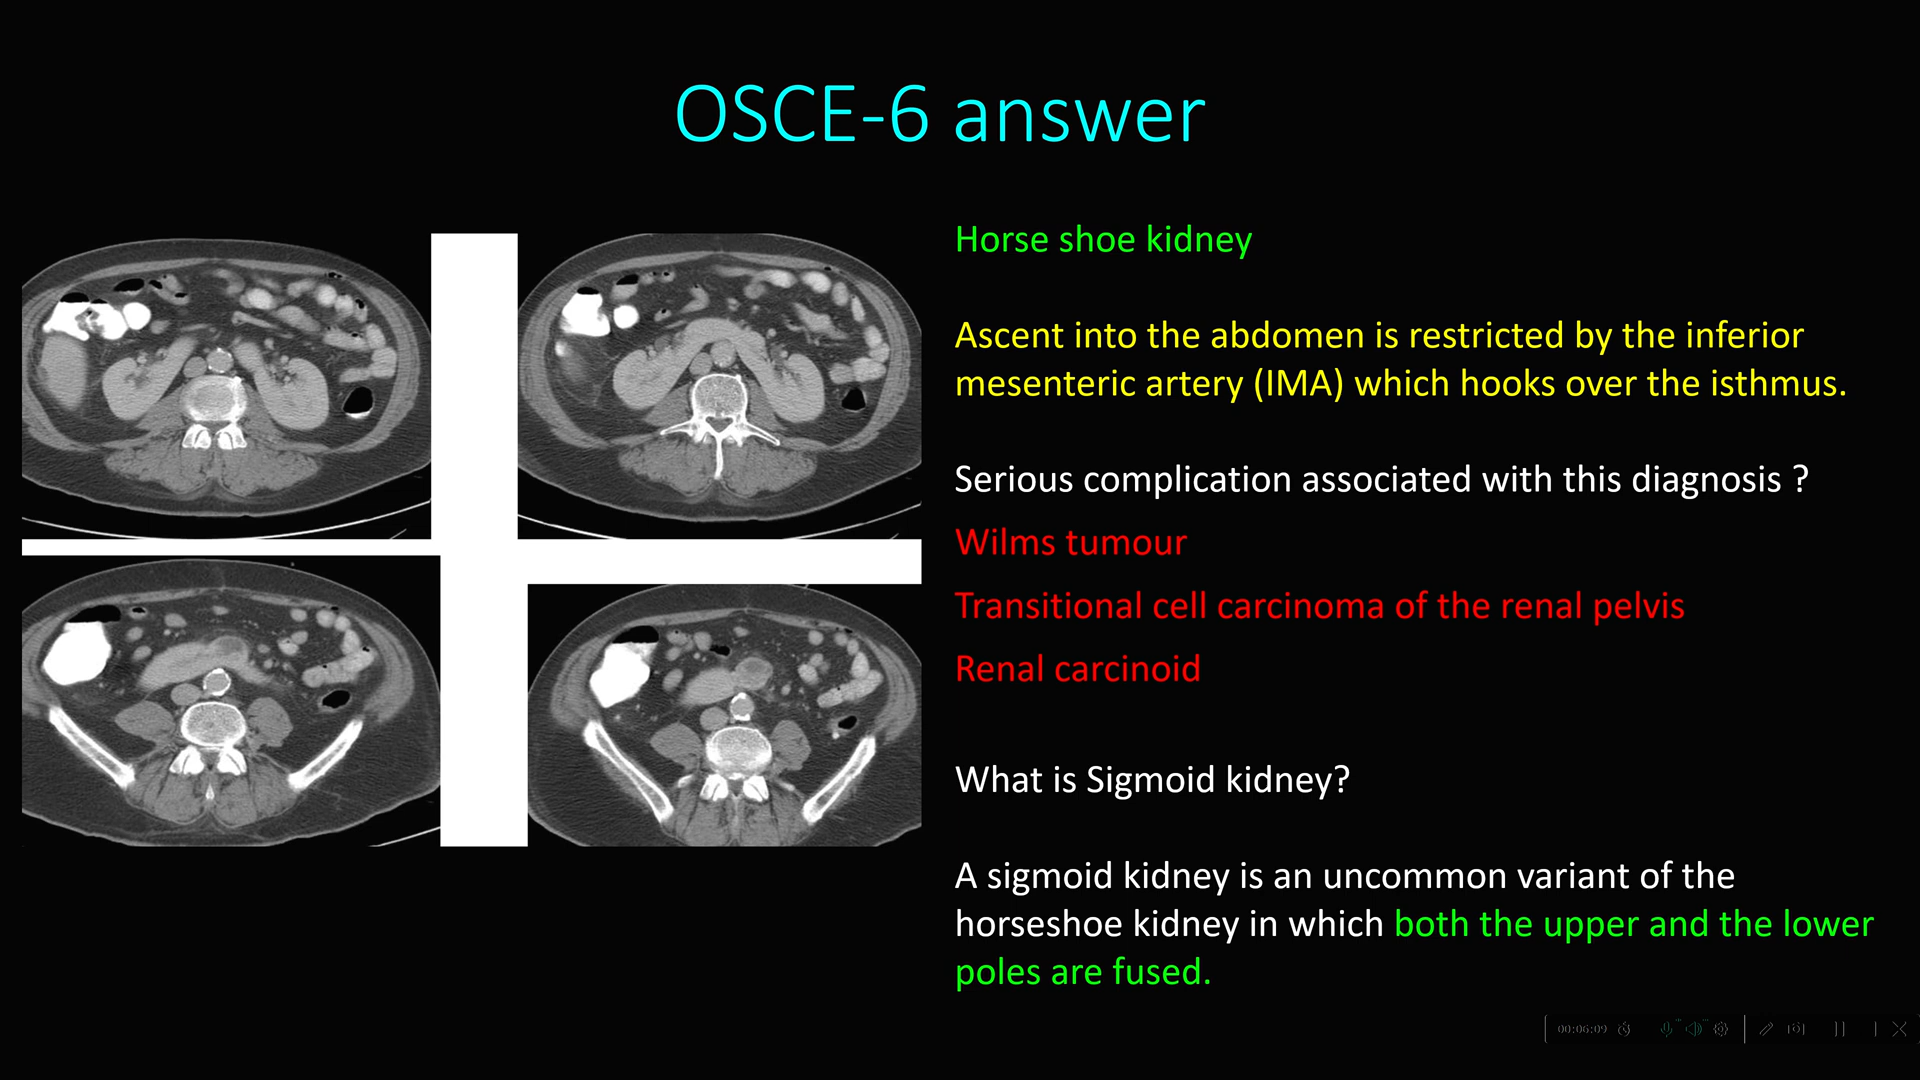 OSCE-6 answer
Horse shoe kidney
Ascent into the abdomen is restricted by the inferior
mesenteric artery (IMA) which hooks over the isthmus.
Serious complication associated with this diagnosis ?
Wilms tumour
Transitional cell carcinoma of the renal pelvis
Renal carcinoid
What is Sigmoid kidney?
A sigmoid kidney is an uncommon variant of the
horseshoe kidney in which both the upper and the lower
poles are fused.
00:06:09